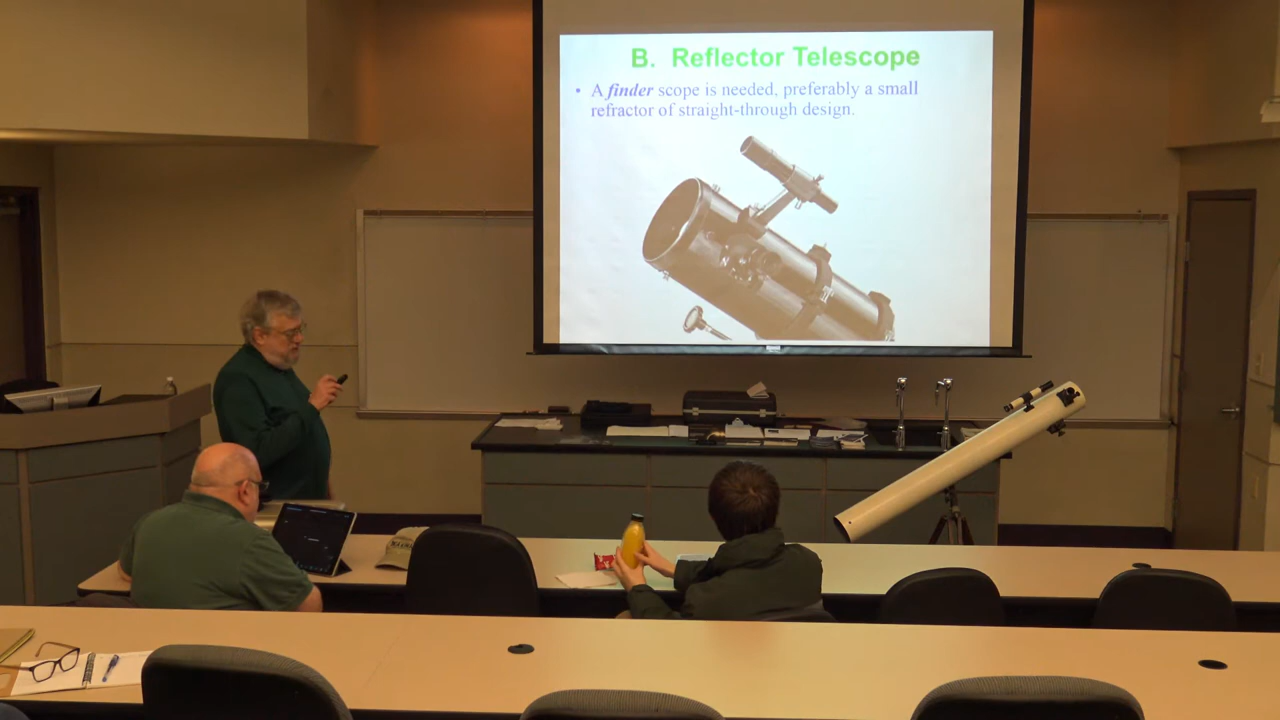 B. Reflector Telescope
• A finder scope is needed, preferably a small
refractor of straight-through design.